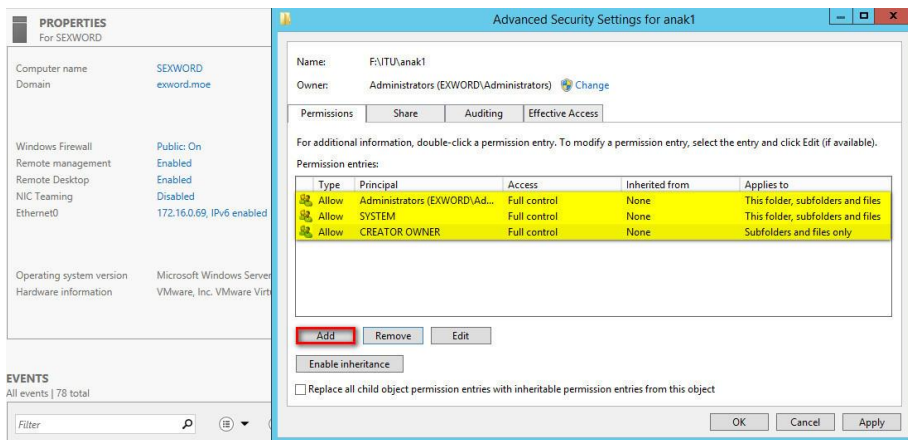 PROPERTIES
For SEXWORD
Computer name SEXWORD
Domain exword.moe
Windows Firewall Public: On
Remote management Enabled
Remote Desktop Enabled
NIC Teaming Disabled
Ethernet0 172.16.0.69, IPv6 enabled
Operating system version Microsoft Windows Server
Hardware information VMware, Inc. VMware Virt
EVENTS
All events | 78 total
Filter
Advanced Security Settings for anak1
Name: F:\ITU\anak1
Owner: Administrators (EXWORD\Administrators) Change
Permissions Share Auditing Effective Access
For additional information, double-click a permission entry. To modify a permission entry, select the entry and click Edit (if available).
Permission entries:
Type Principal Access Inherited from Applies to
Allow Administrators (EXWORD\Ad... Full control None This folder, subfolders and files
Allow SYSTEM Full control None This folder, subfolders and files
Allow CREATOR OWNER Full control None Subfolders and files only
Add Remove Edit
Enable inheritance
Replace all child object permission entries with inheritable permission entries from this object
OK Cancel Apply